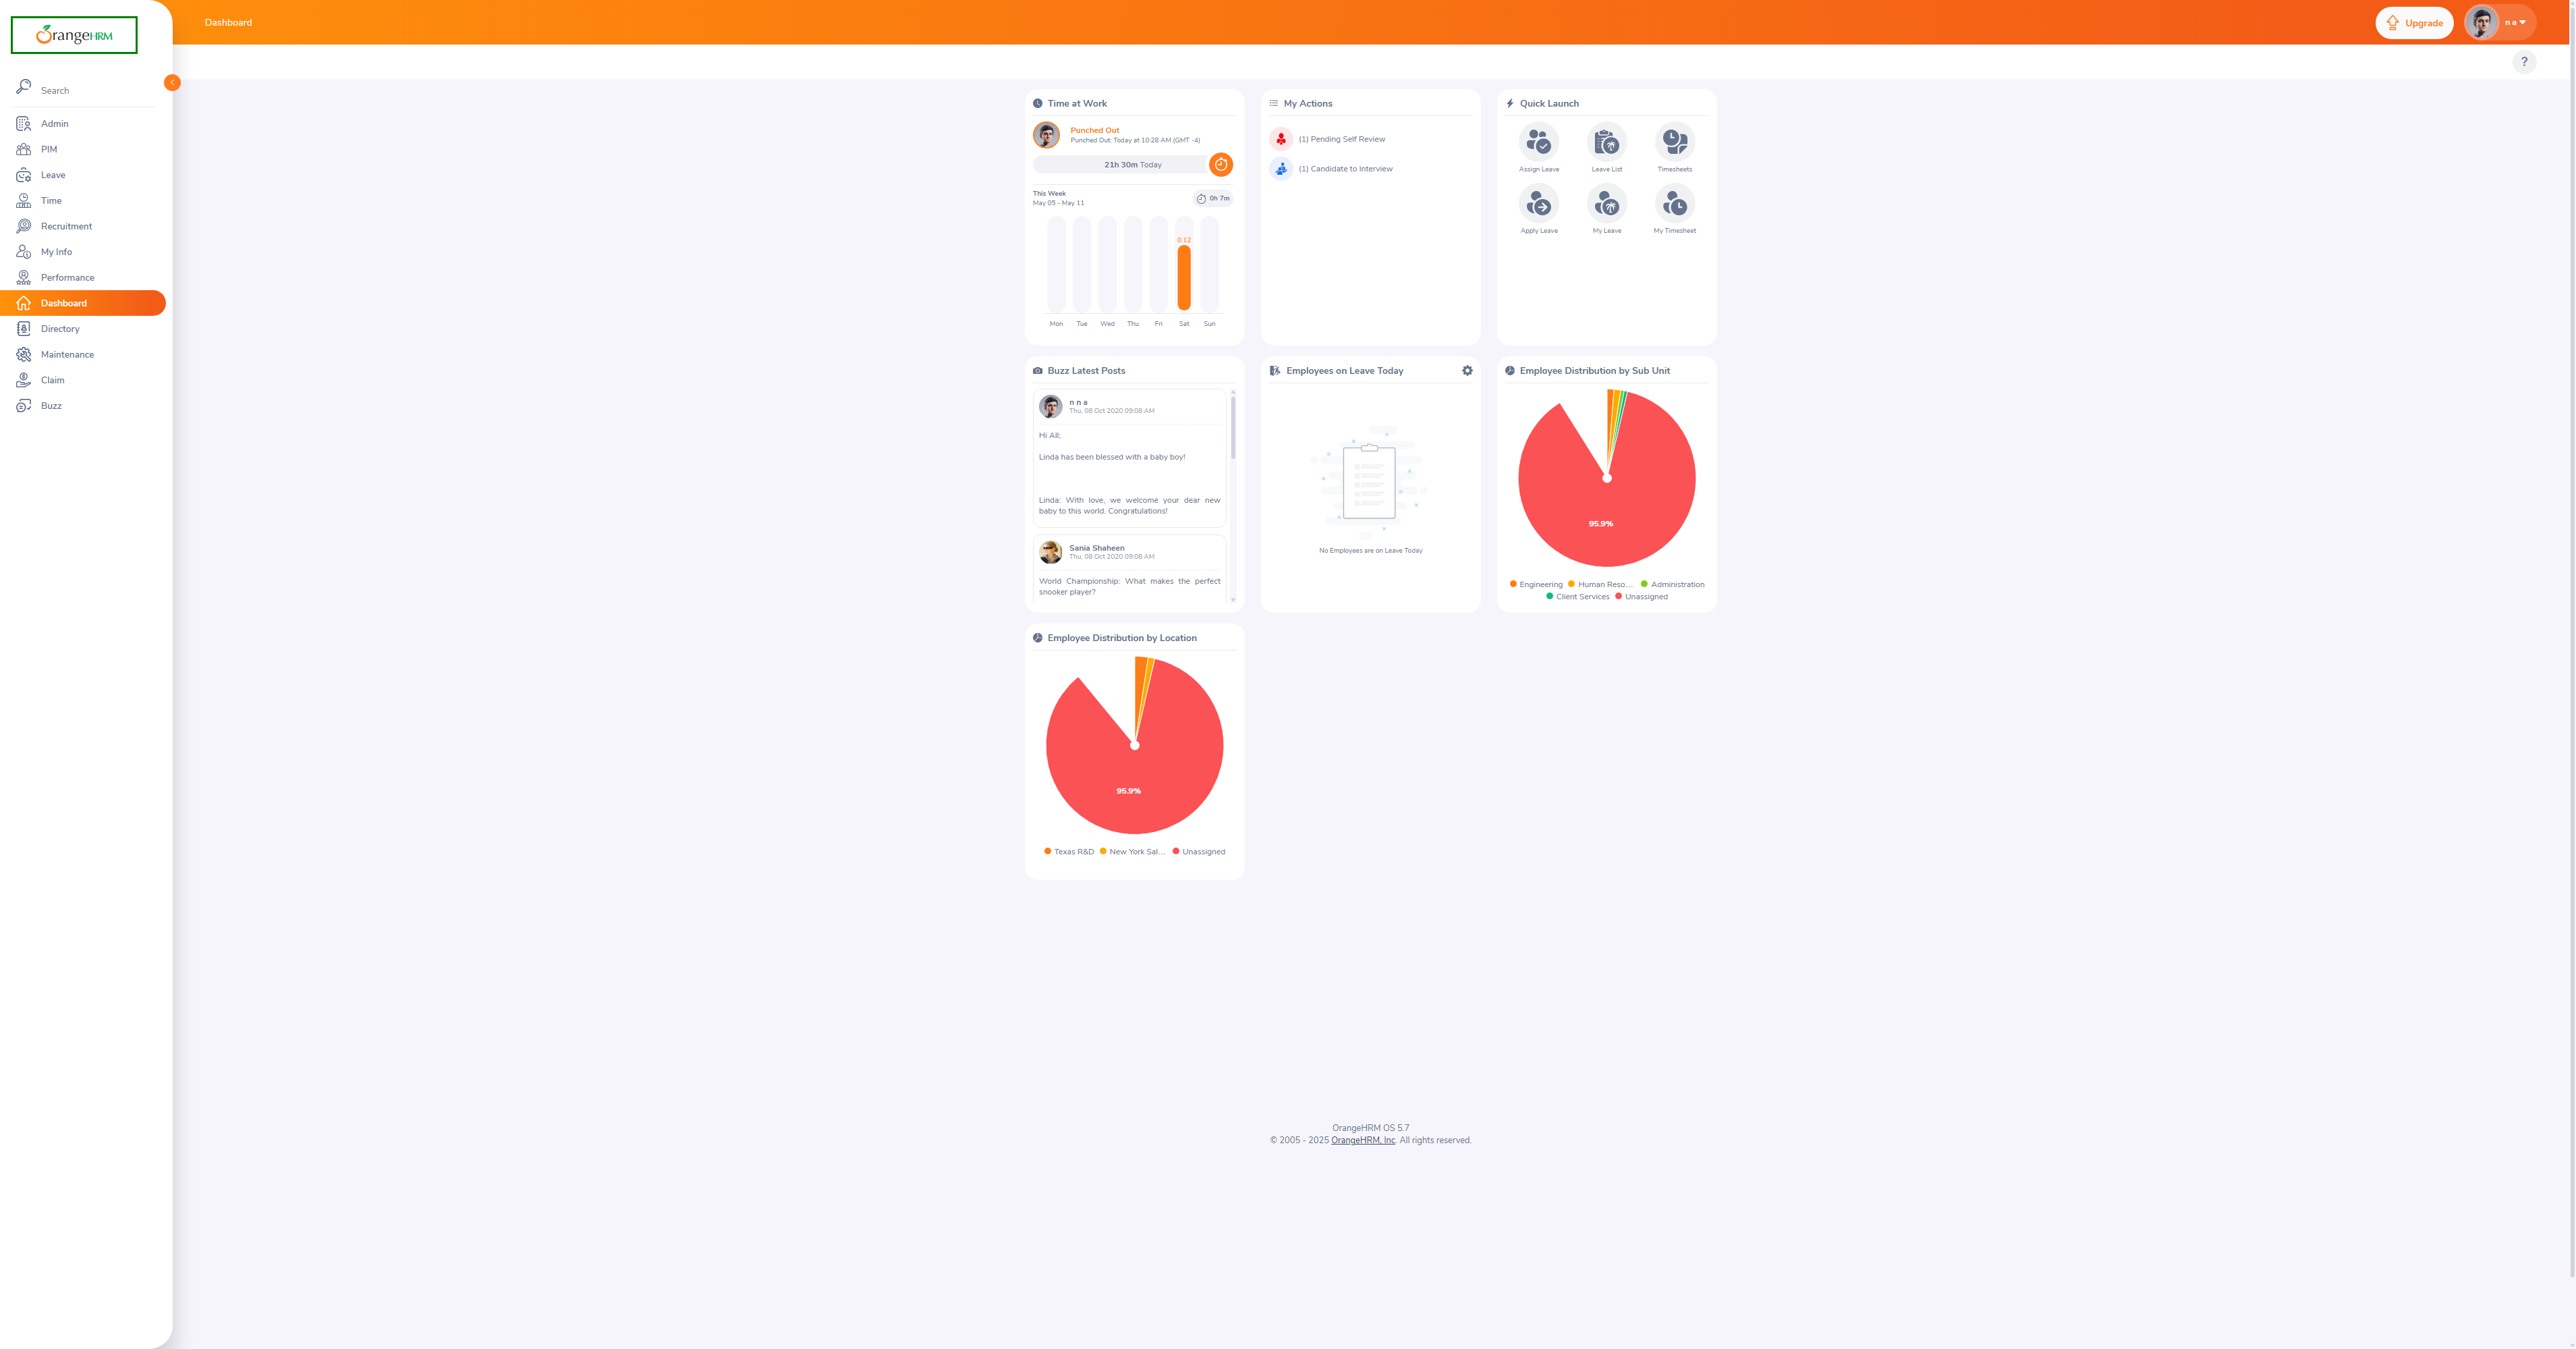 OrangeHRM
Dashboard
Upgrade
n a
?
Search
Admin
PIM
Leave
Time
Recruitment
My Info
Performance
Dashboard
Directory
Maintenance
Claim
Buzz
Time at Work
Punched Out
Punched Out: Today at 10:28 AM (GMT -4)
21h 30m Today
This Week
May 05 - May 11
0h 7m
0.12
Mon Tue Wed Thu Fri Sat Sun
My Actions
(1) Pending Self Review
(1) Candidate to Interview
Quick Launch
Assign Leave
Leave List
Timesheets
Apply Leave
My Leave
My Timesheet
Buzz Latest Posts
n n a
Thu, 08 Oct 2020 09:08 AM
Hi All;
Linda has been blessed with a baby boy!
Linda: With love, we welcome your dear new
baby to this world. Congratulations!
Sania Shaheen
Thu, 08 Oct 2020 09:08 AM
World Championship: What makes the perfect
snooker player?
Employees on Leave Today
No Employees are on Leave Today
Employee Distribution by Sub Unit
95.9%
Engineering Human Reso... Administration
Client Services Unassigned
Employee Distribution by Location
95.9%
Texas R&D New York Sal... Unassigned
OrangeHRM OS 5.7
© 2005 - 2025 OrangeHRM, Inc. All rights reserved.